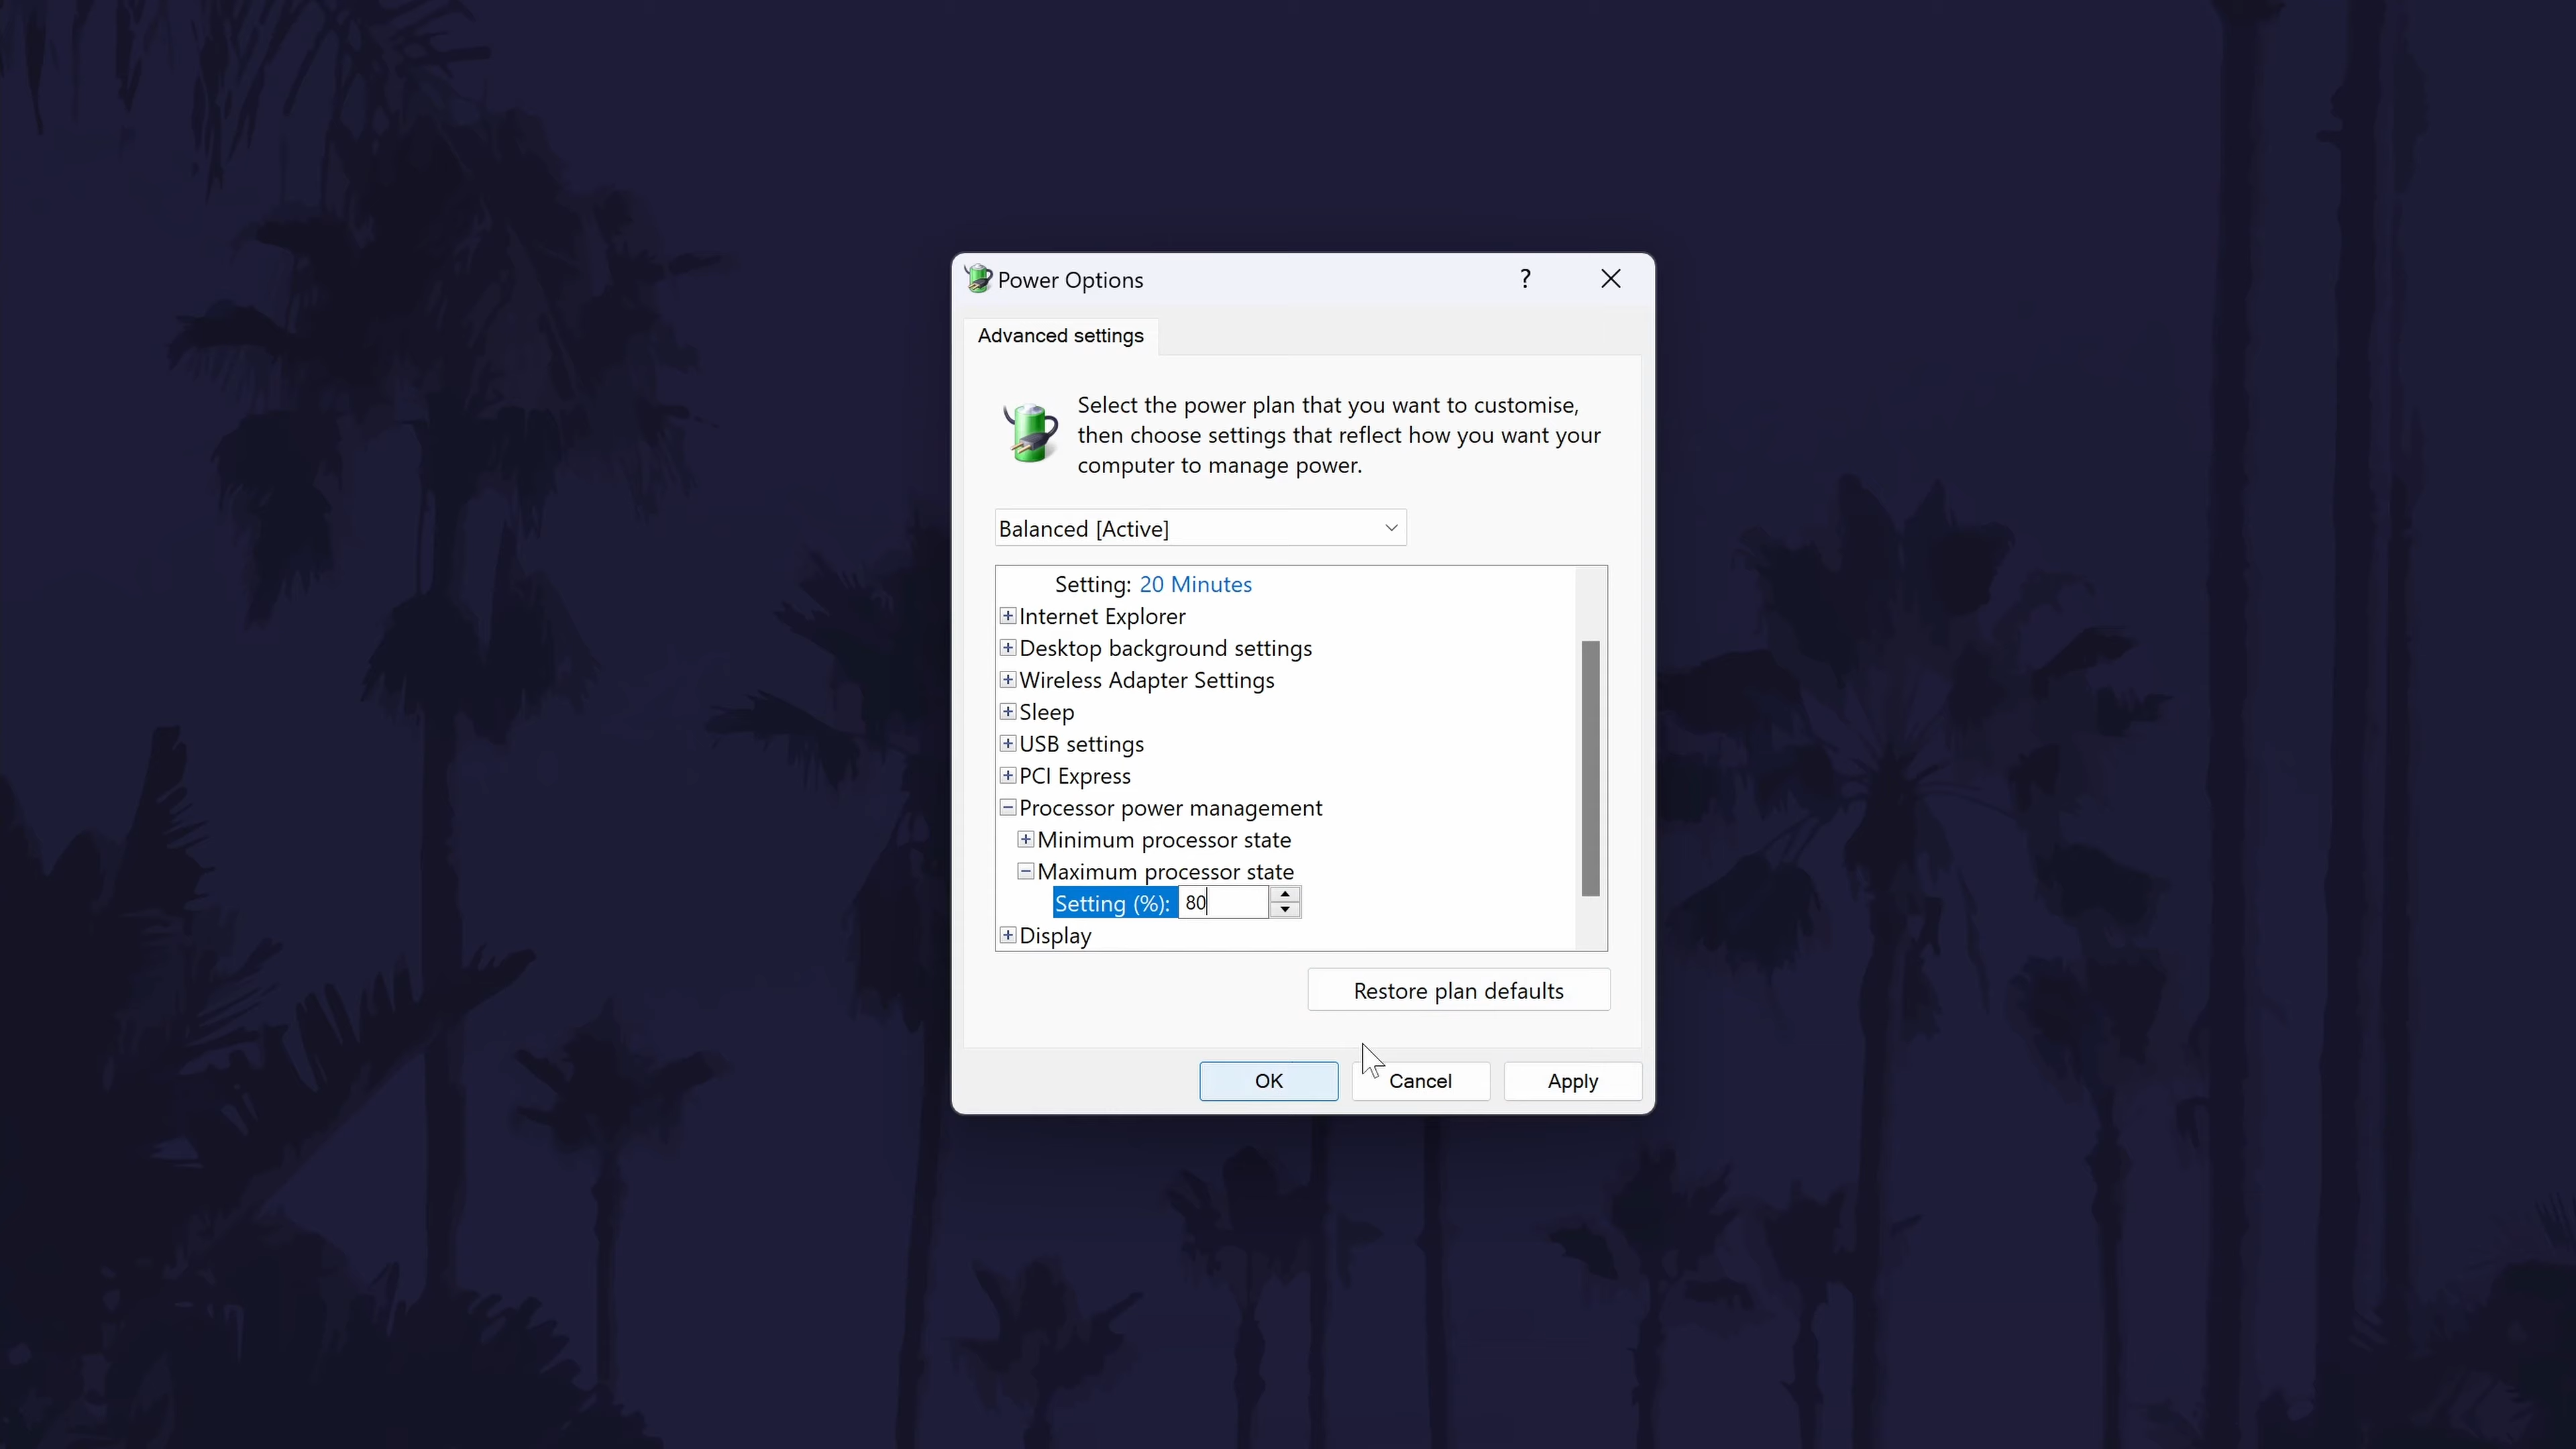 Power Options
?
Advanced settings
Select the power plan that you want to customise,
then choose settings that reflect how you want your
computer to manage power.
Balanced [Active]
Setting: 20 Minutes
Internet Explorer
Desktop background settings
Wireless Adapter Settings
Sleep
USB settings
PCI Express
Processor power management
Minimum processor state
Maximum processor state
Setting (%): 80
Display
Restore plan defaults
OK Cancel Apply